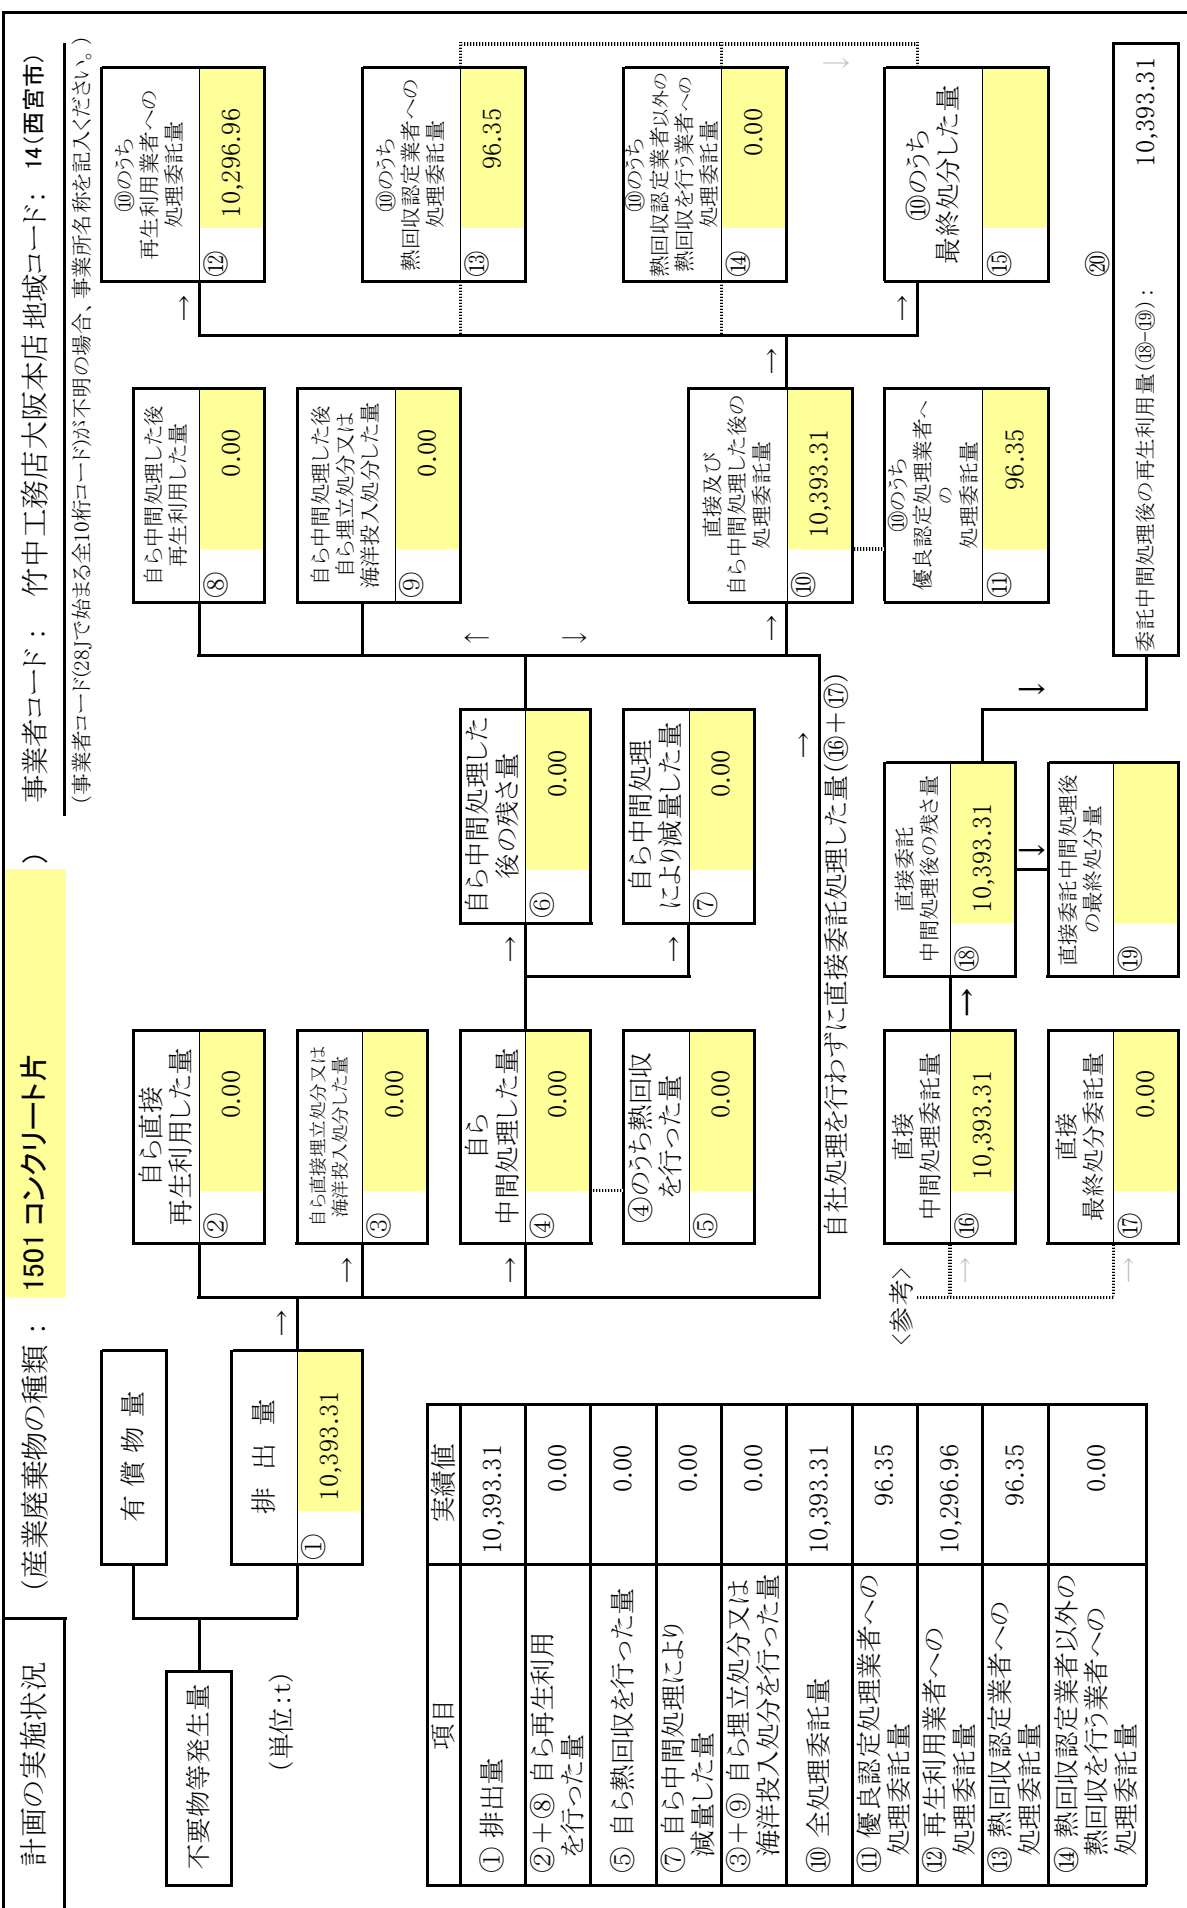 計画の実施状況
(産業廃棄物の種類 :
1501 コンクリート片
)
事業者コード : 竹中工務店 大阪本店 地域コード : 14(西宮市)
(事業者コード(「28」で始まる全10桁コード)が不明の場合、事業所名称を記入ください。)
不要物等発生量
(単位:t)
有 償 物 量
排 出 量
①
10,393.31
→
自ら直接
再生利用した量
②
0.00
→
自ら直接埋立処分又は
海洋投入処分した量
③
0.00
→
自ら
中間処理した量
④
0.00
④のうち熱回収
を行った量
⑤
0.00
→
自ら中間処理した
後の残さ量
⑥
0.00
→
自ら中間処理
により減量した量
⑦
0.00
自ら中間処理した後
再生利用した量
⑧
0.00
自ら中間処理した後
自ら埋立処分又は
海洋投入処分した量
⑨
0.00
↑
↓
→
直接及び
自ら中間処理した後の
処理委託量
⑩
10,393.31
⑩のうち
優良認定処理業者へ
の
処理委託量
⑪
96.35
→
→
⑩のうち
再生利用業者への
処理委託量
⑫
10,296.96
⑩のうち
熱回収認定業者への
処理委託量
⑬
96.35
⑩のうち
熱回収認定業者以外の
熱回収を行う業者への
処理委託量
⑭
0.00
↓
→
⑩のうち
最終処分した量
⑮
→
自社処理を行わずに直接委託処理した量(⑯+⑰)
<参考>
→
直接
中間処理委託量
⑯
10,393.31
→
直接
最終処分委託量
⑰
0.00
→
直接委託
中間処理後の残さ量
⑱
10,393.31
↓
直接委託中間処理後
の最終処分量
⑲
↓
⑳
委託中間処理後の再生利用量(⑱-⑲) :
10,393.31
項目 実績値
① 排出量 10,393.31
②+⑧ 自ら再生利用
を行った量 0.00
⑤ 自ら熱回収を行った量 0.00
⑦ 自ら中間処理により
減量した量 0.00
③+⑨ 自ら埋立処分又は
海洋投入処分を行った量 0.00
⑩ 全処理委託量 10,393.31
⑪ 優良認定処理業者への
処理委託量 96.35
⑫ 再生利用業者への
処理委託量 10,296.96
⑬ 熱回収認定業者への
処理委託量 96.35
⑭ 熱回収認定業者以外の
熱回収を行う業者への
処理委託量 0.00